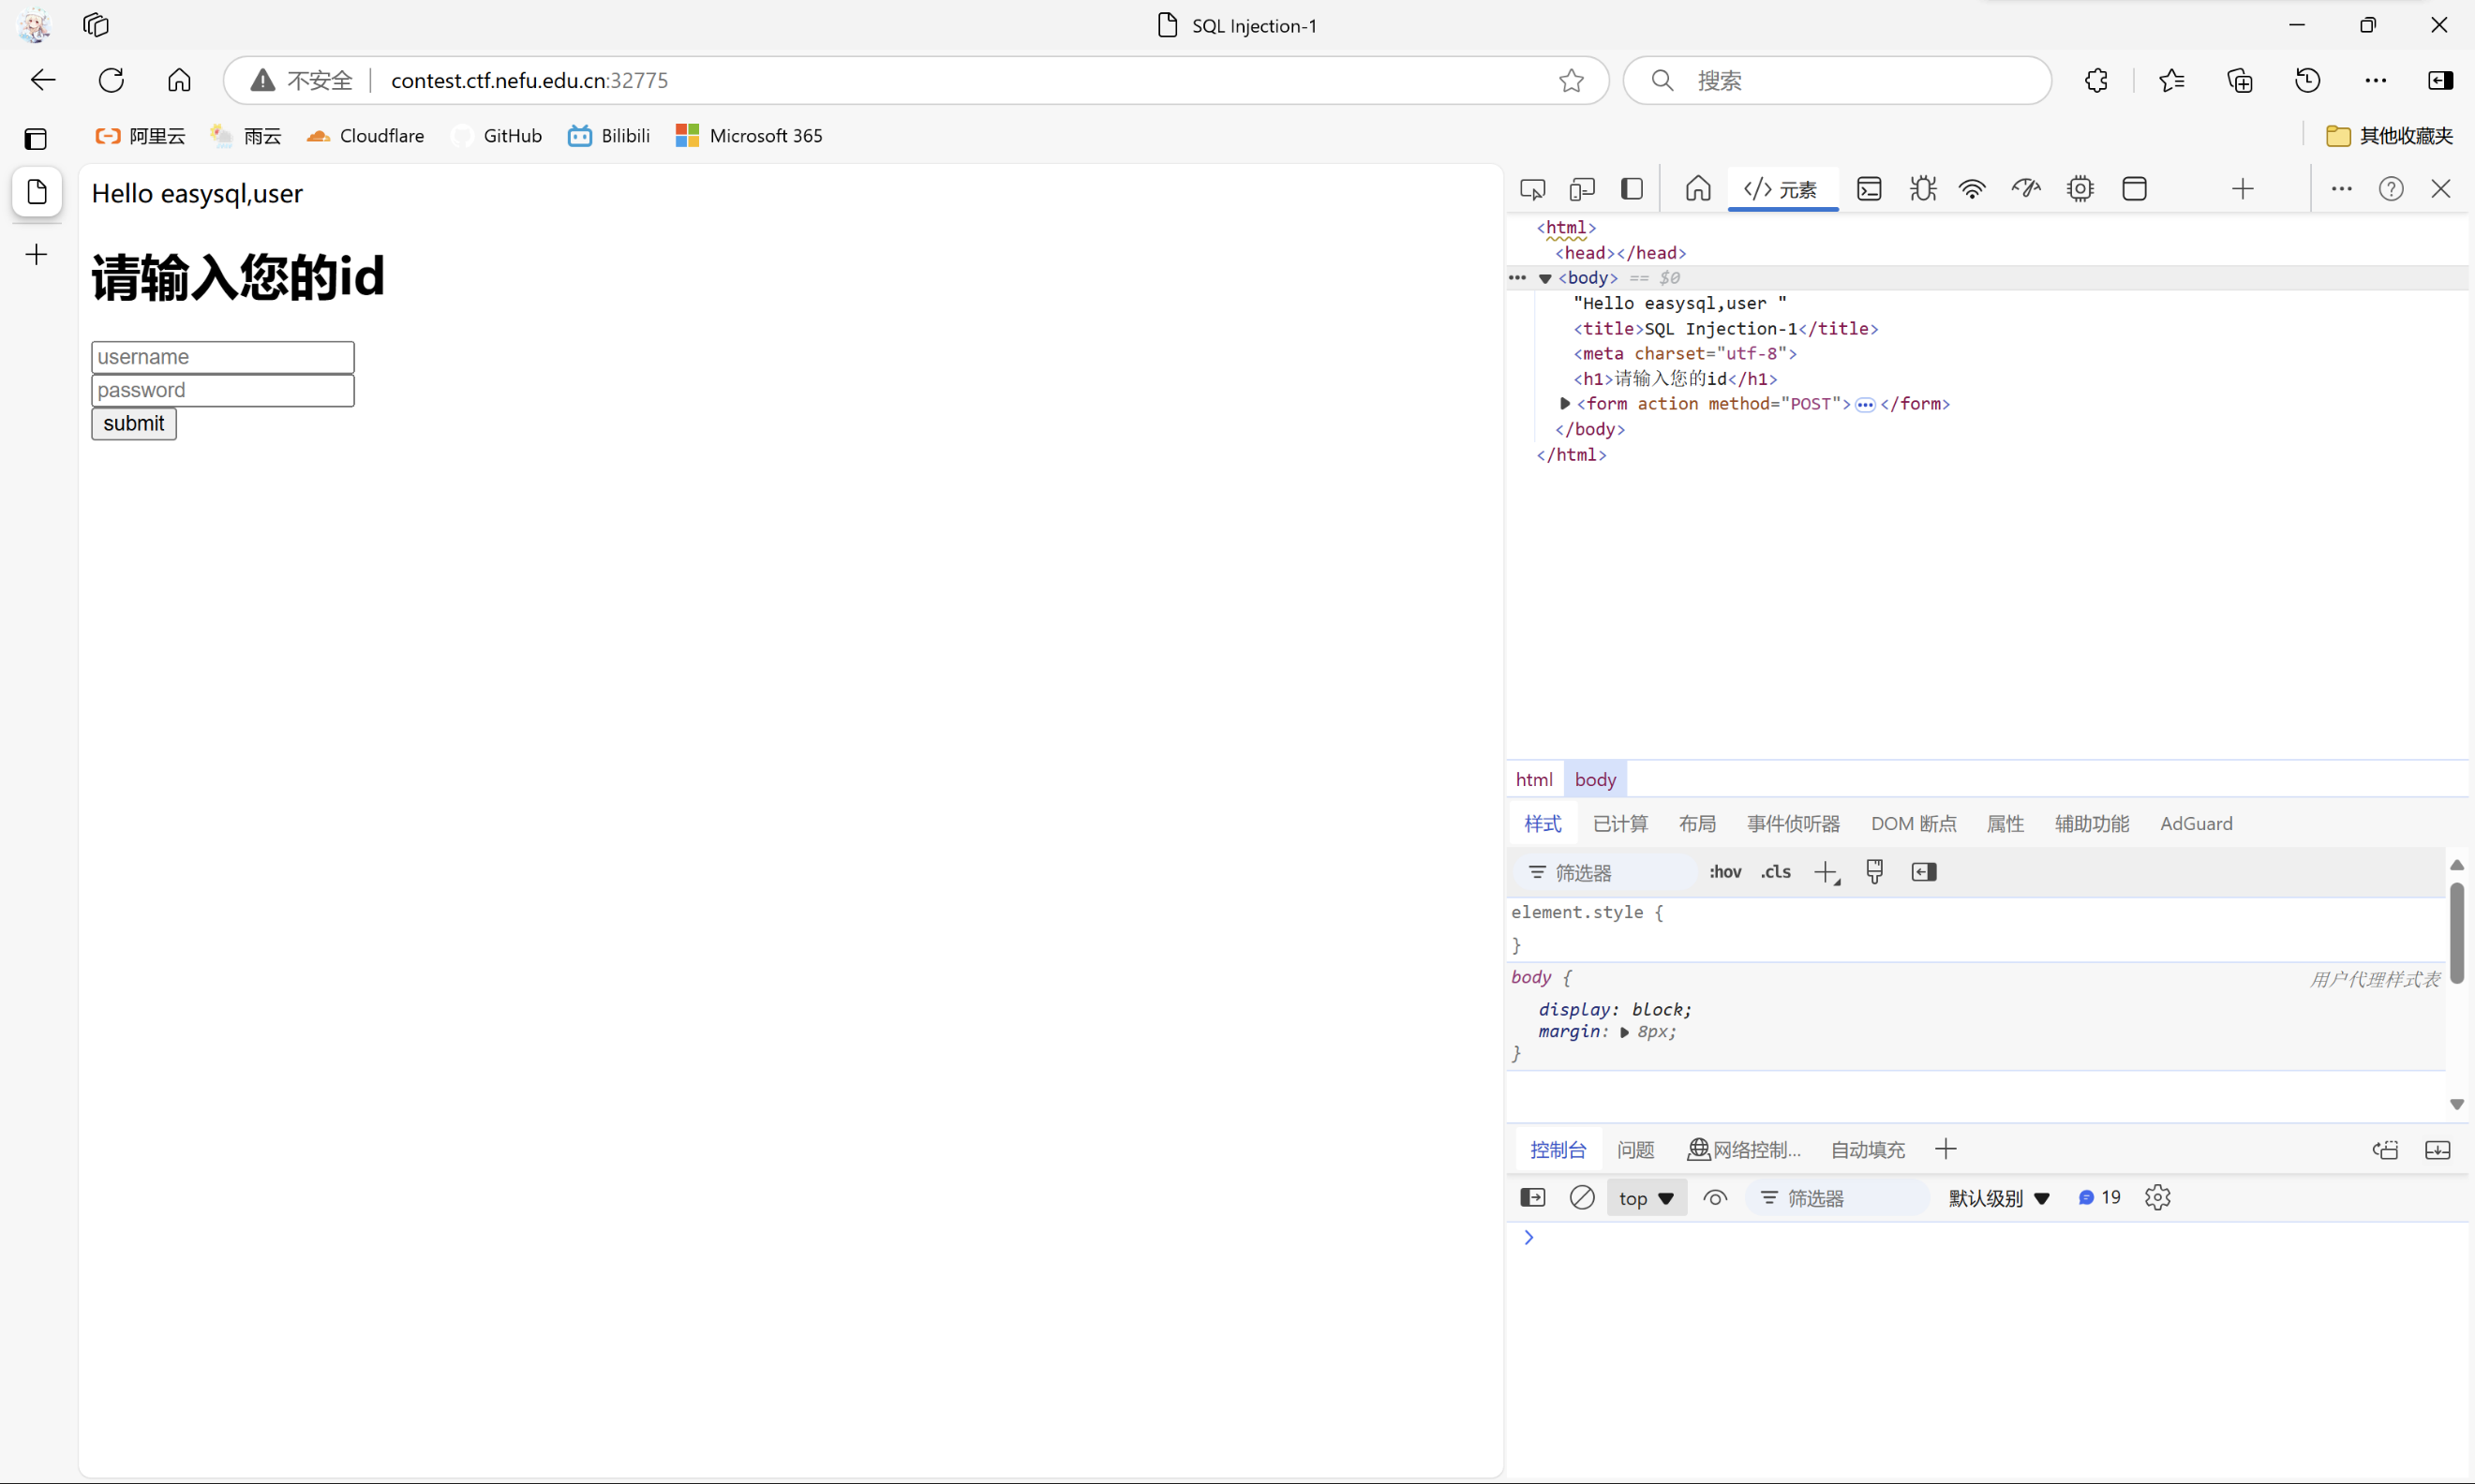 SQL Injection-1
不安全 contest.ctf.nefu.edu.cn:32775 搜索
阿里云 雨云 Cloudflare GitHub Bilibili Microsoft 365 其他收藏夹
Hello easysql,user
请输入您的id
username
password
submit
</> 元素
<html>
<head></head>
<body> == $0
"Hello easysql,user "
<title>SQL Injection-1</title>
<meta charset="utf-8">
<h1>请输入您的id</h1>
<form action method="POST"> </form>
</body>
</html>
html body
样式 已计算 布局 事件侦听器 DOM 断点 属性 辅助功能 AdGuard
筛选器 :hov .cls
element.style {
}
body { 用户代理样式表
display: block;
margin: 8px;
}
控制台 问题 网络控制... 自动填充
top 筛选器 默认级别 19